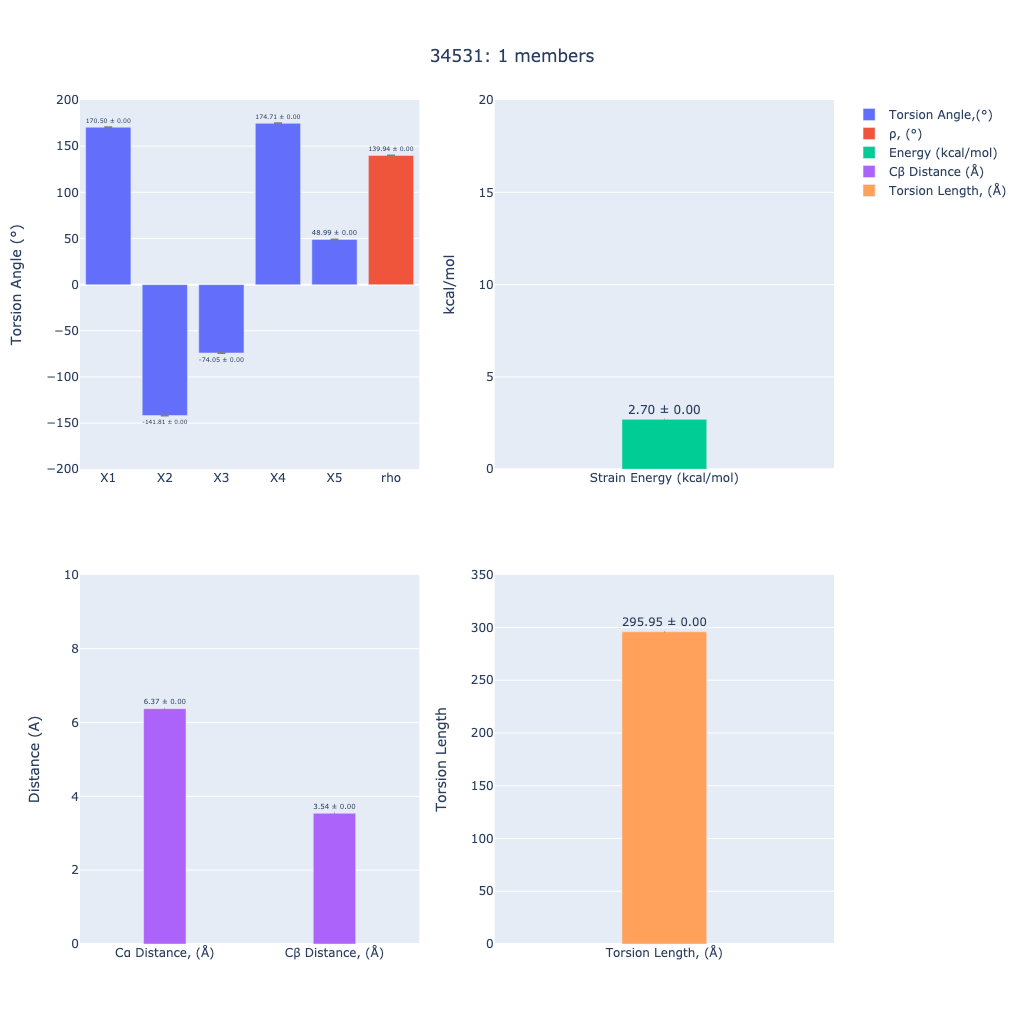 34531: 1 members
Torsion Angle (°)
200
150
100
50
0
−50
−100
−150
−200
170.50 ± 0.00
-141.81 ± 0.00
-74.05 ± 0.00
174.71 ± 0.00
48.99 ± 0.00
139.94 ± 0.00
X1 X2 X3 X4 X5 rho
kcal/mol
20
15
10
5
0
2.70 ± 0.00
Strain Energy (kcal/mol)
Torsion Angle,(°)
ρ, (°)
Energy (kcal/mol)
Cβ Distance (Å)
Torsion Length, (Å)
Distance (A)
10
8
6
4
2
0
6.37 ± 0.00
3.54 ± 0.00
Cα Distance, (Å) Cβ Distance, (Å)
Torsion Length
350
300
250
200
150
100
50
0
295.95 ± 0.00
Torsion Length, (Å)